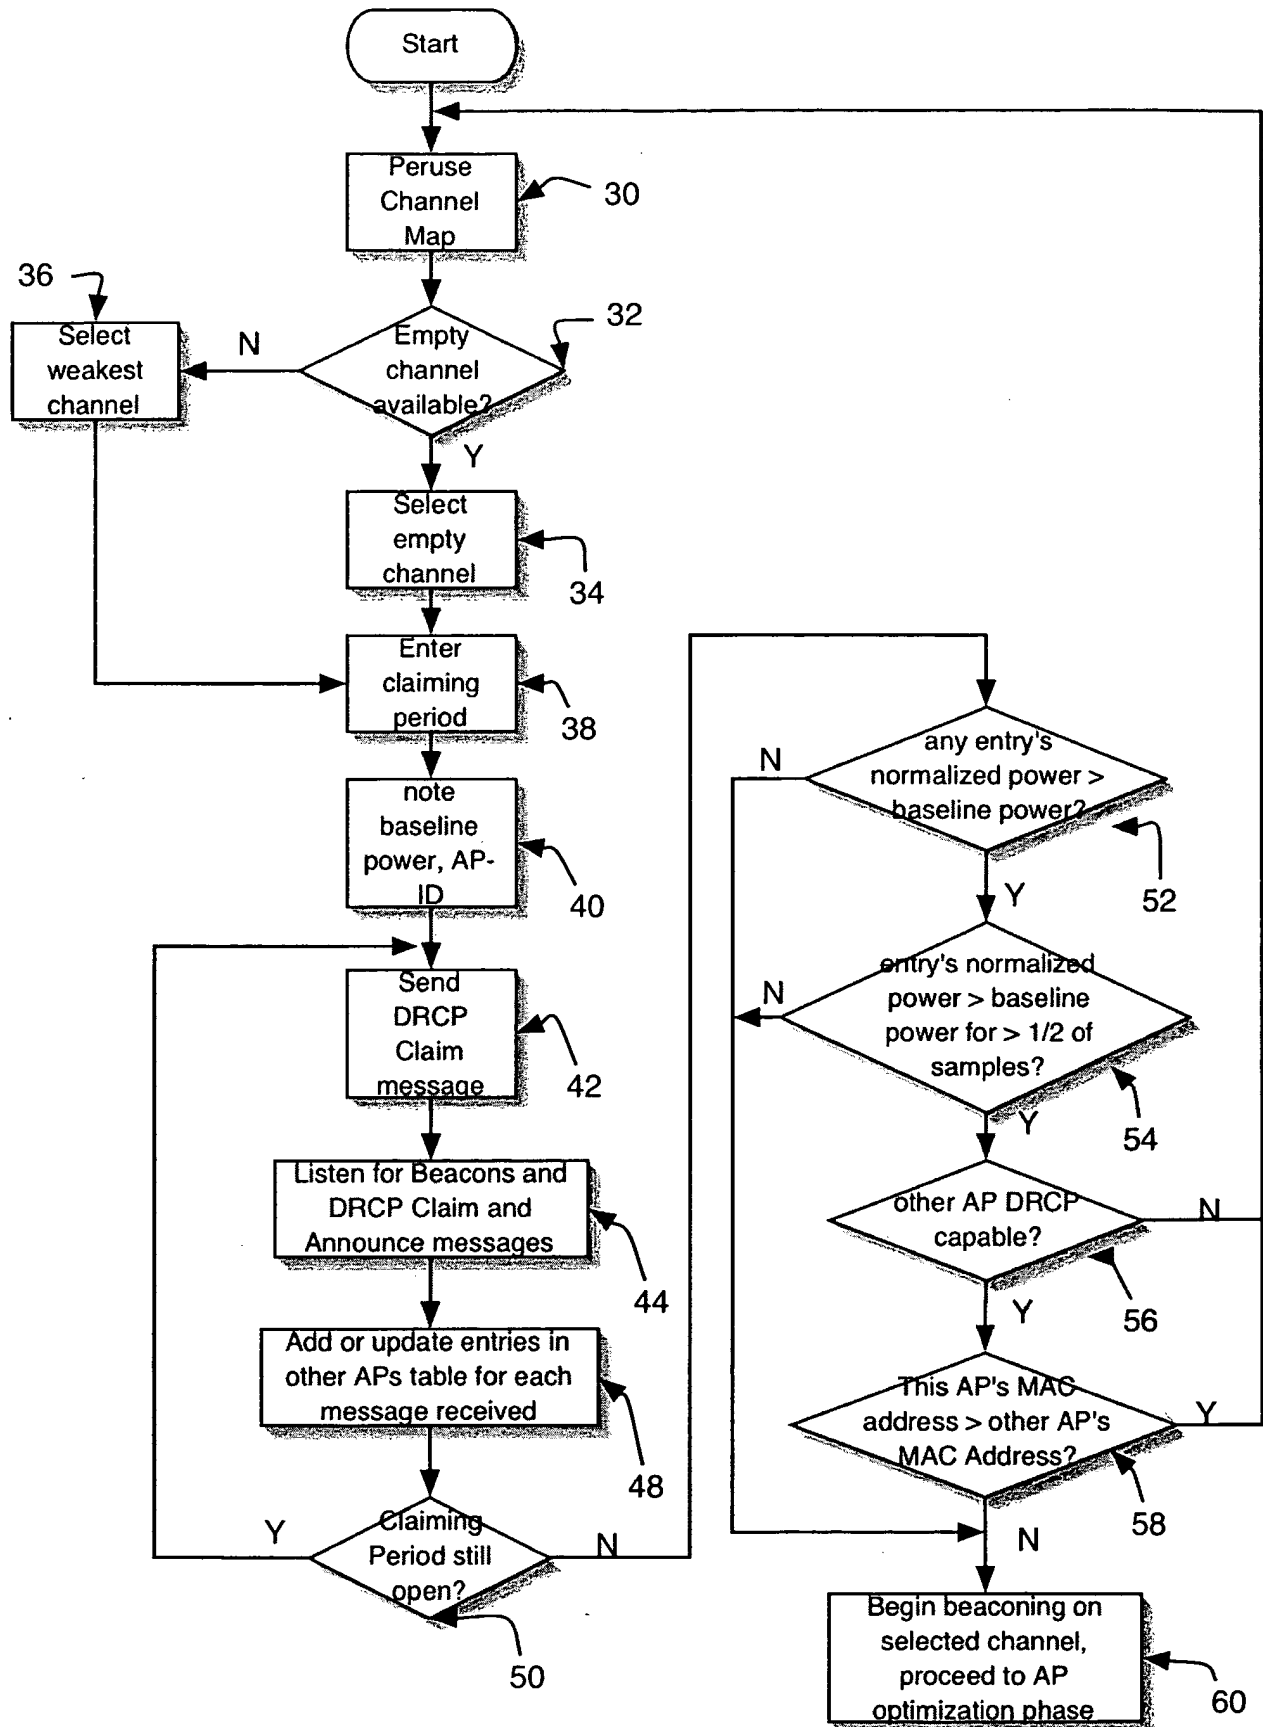 Start
Peruse
Channel
Map
30
36
Select
weakest
channel
N
Empty
channel
available?
32
Y
Select
empty
channel
34
Enter
claiming
period
38
note
baseline
power, AP-
ID
40
Send
DRCP
Claim
message
42
Listen for Beacons and
DRCP Claim and
Announce messages
44
Add or update entries in
other APs table for each
message received
48
Y
Claiming
Period still
open?
N
50
N
any entry's
normalized power >
baseline power?
52
Y
N
entry's normalized
power > baseline
power for > 1/2 of
samples?
54
Y
other AP DRCP
capable?
N
56
Y
This AP's MAC
address > other AP's
MAC Address?
Y
58
N
Begin beaconing on
selected channel,
proceed to AP
optimization phase
60